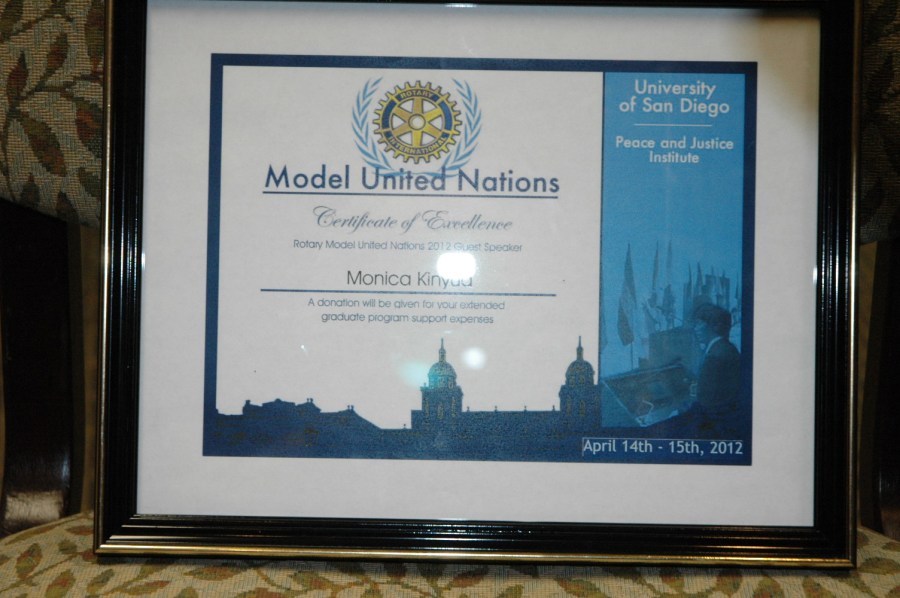 ROTARY
INTERNATIONAL
Model United Nations
Certificate of Excellence
Rotary Model United Nations 2012 Guest Speaker
Monica
A donation will be given for your extended
graduate program support expenses
University
of San Diego
Peace and Justice
Institute
April 14th - 15th, 2012